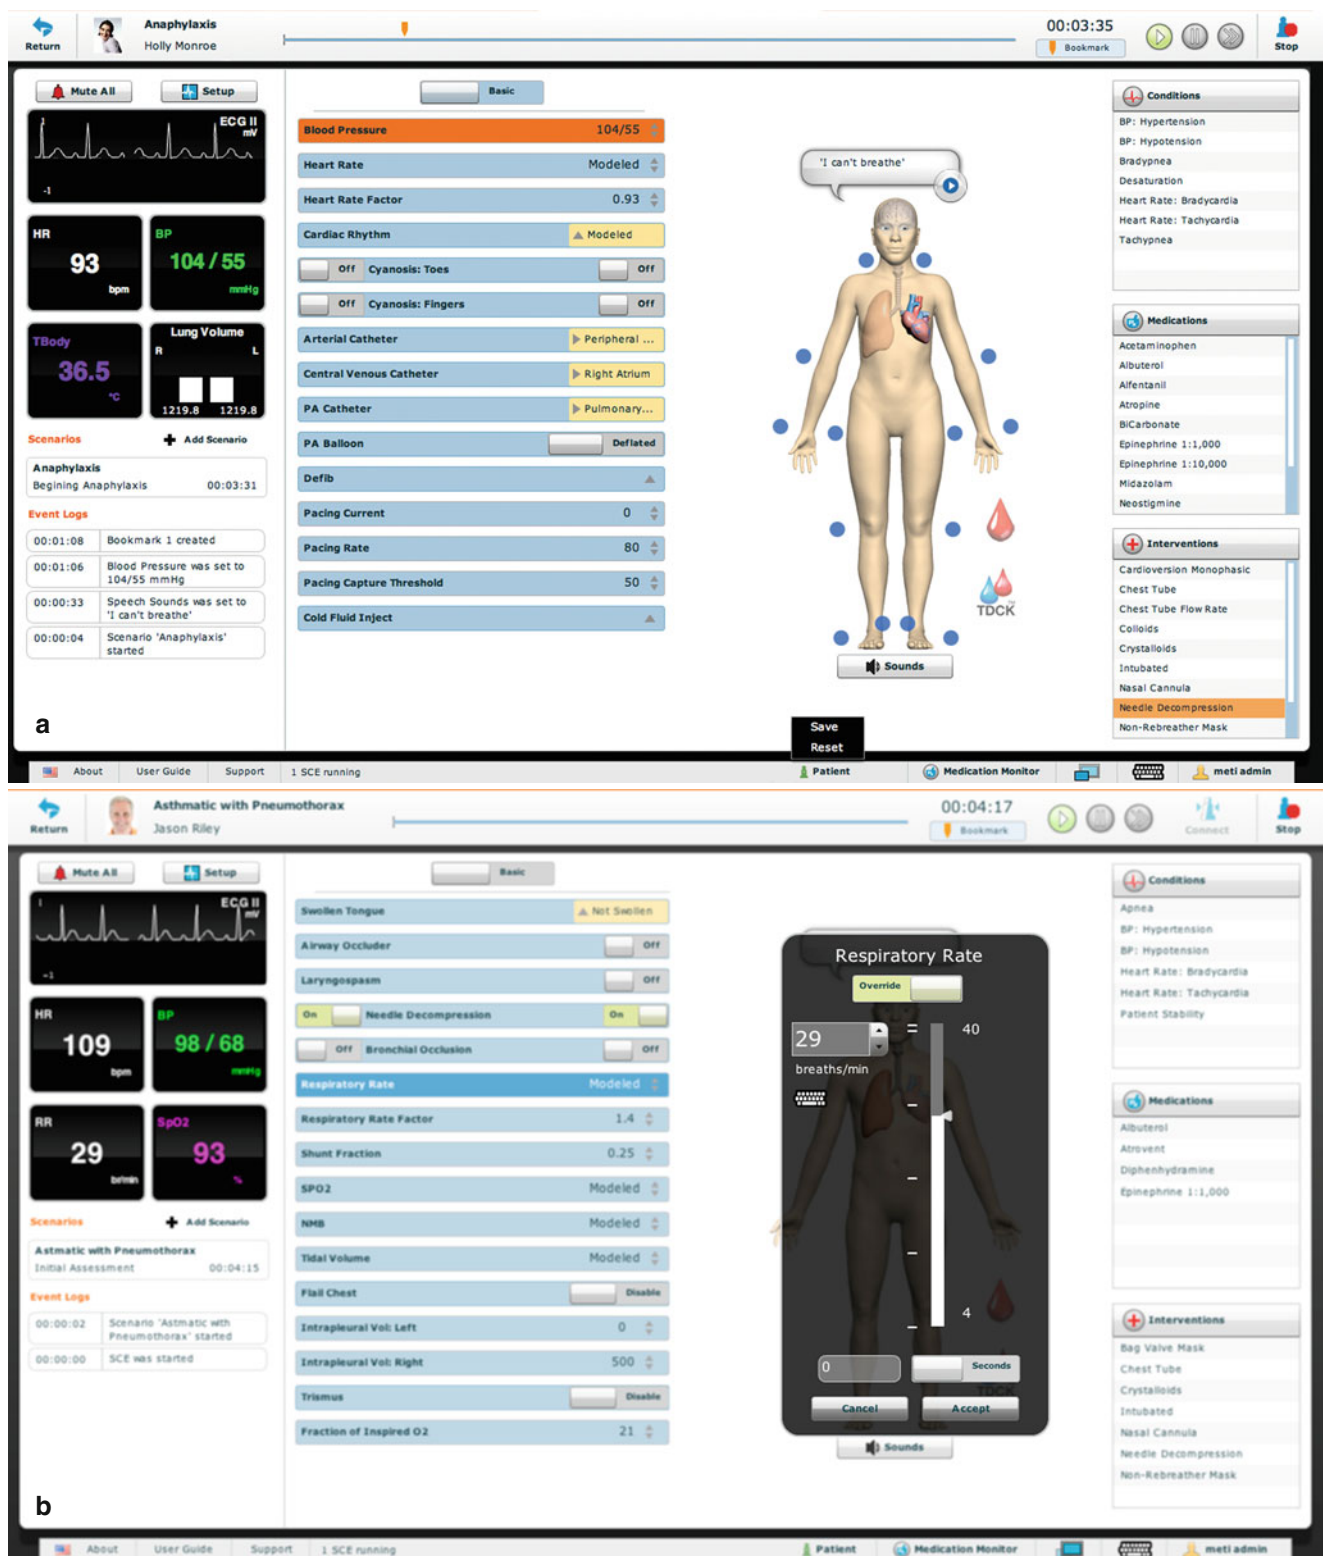 Return
Anaphylaxis
Holly Monroe
00:03:35
Bookmark
Stop
Mute All
Setup
1
ECG II
mV
-1
HR
93
bpm
BP
104 / 55
mmHg
TBody
36.5
°C
Lung Volume
R L
1219.8 1219.8
Scenarios
Add Scenario
Anaphylaxis
Begining Anaphylaxis 00:03:31
Event Logs
00:01:08 Bookmark 1 created
00:01:06 Blood Pressure was set to
104/55 mmHg
00:00:33 Speech Sounds was set to
'I can't breathe'
00:00:04 Scenario 'Anaphylaxis'
started
a
Basic
Blood Pressure 104/55
Heart Rate Modeled
Heart Rate Factor 0.93
Cardiac Rhythm Modeled
Off Cyanosis: Toes Off
Off Cyanosis: Fingers Off
Arterial Catheter Peripheral ...
Central Venous Catheter Right Atrium
PA Catheter Pulmonary...
PA Balloon Deflated
Defib
Pacing Current 0
Pacing Rate 80
Pacing Capture Threshold 50
Cold Fluid Inject
'I can't breathe'
TDCK
Sounds
Save
Reset
Conditions
BP: Hypertension
BP: Hypotension
Bradypnea
Desaturation
Heart Rate: Bradycardia
Heart Rate: Tachycardia
Tachypnea
Medications
Acetaminophen
Albuterol
Alfentanil
Atropine
BiCarbonate
Epinephrine 1:1,000
Epinephrine 1:10,000
Midazolam
Neostigmine
Interventions
Cardioversion Monophasic
Chest Tube
Chest Tube Flow Rate
Colloids
Crystalloids
Intubated
Nasal Cannula
Needle Decompression
Non-Rebreather Mask
About User Guide Support 1 SCE running Patient Medication Monitor meti admin
Return
Asthmatic with Pneumothorax
Jason Riley
00:04:17
Bookmark
Connect
Stop
Mute All
Setup
1
ECG II
mV
-1
HR
109
bpm
BP
98 / 68
mmHg
RR
29
br/min
SpO2
93
%
Scenarios
Add Scenario
Astmatic with Pneumothorax
Initial Assessment 00:04:15
Event Logs
00:00:02 Scenario 'Astmatic with
Pneumothorax' started
00:00:00 SCE was started
b
Basic
Swollen Tongue Not Swollen
Airway Occluder Off
Laryngospasm Off
On Needle Decompression On
Off Bronchial Occlusion Off
Respiratory Rate Modeled
Respiratory Rate Factor 1.4
Shunt Fraction 0.25
SPO2 Modeled
NMB Modeled
Tidal Volume Modeled
Flail Chest Disable
Intrapleural Vol: Left 0
Intrapleural Vol: Right 500
Trismus Disable
Fraction of Inspired O2 21
Respiratory Rate
Override
29
breaths/min
40
4
0
Seconds
TDCK
Cancel
Accept
Sounds
Conditions
Apnea
BP: Hypertension
BP: Hypotension
Heart Rate: Bradycardia
Heart Rate: Tachycardia
Patient Stability
Medications
Albuterol
Atrovent
Diphenhydramine
Epinephrine 1:1,000
Interventions
Bag Valve Mask
Chest Tube
Crystalloids
Intubated
Nasal Cannula
Needle Decompression
Non-Rebreather Mask
About User Guide Support 1 SCE running Patient Medication Monitor meti admin